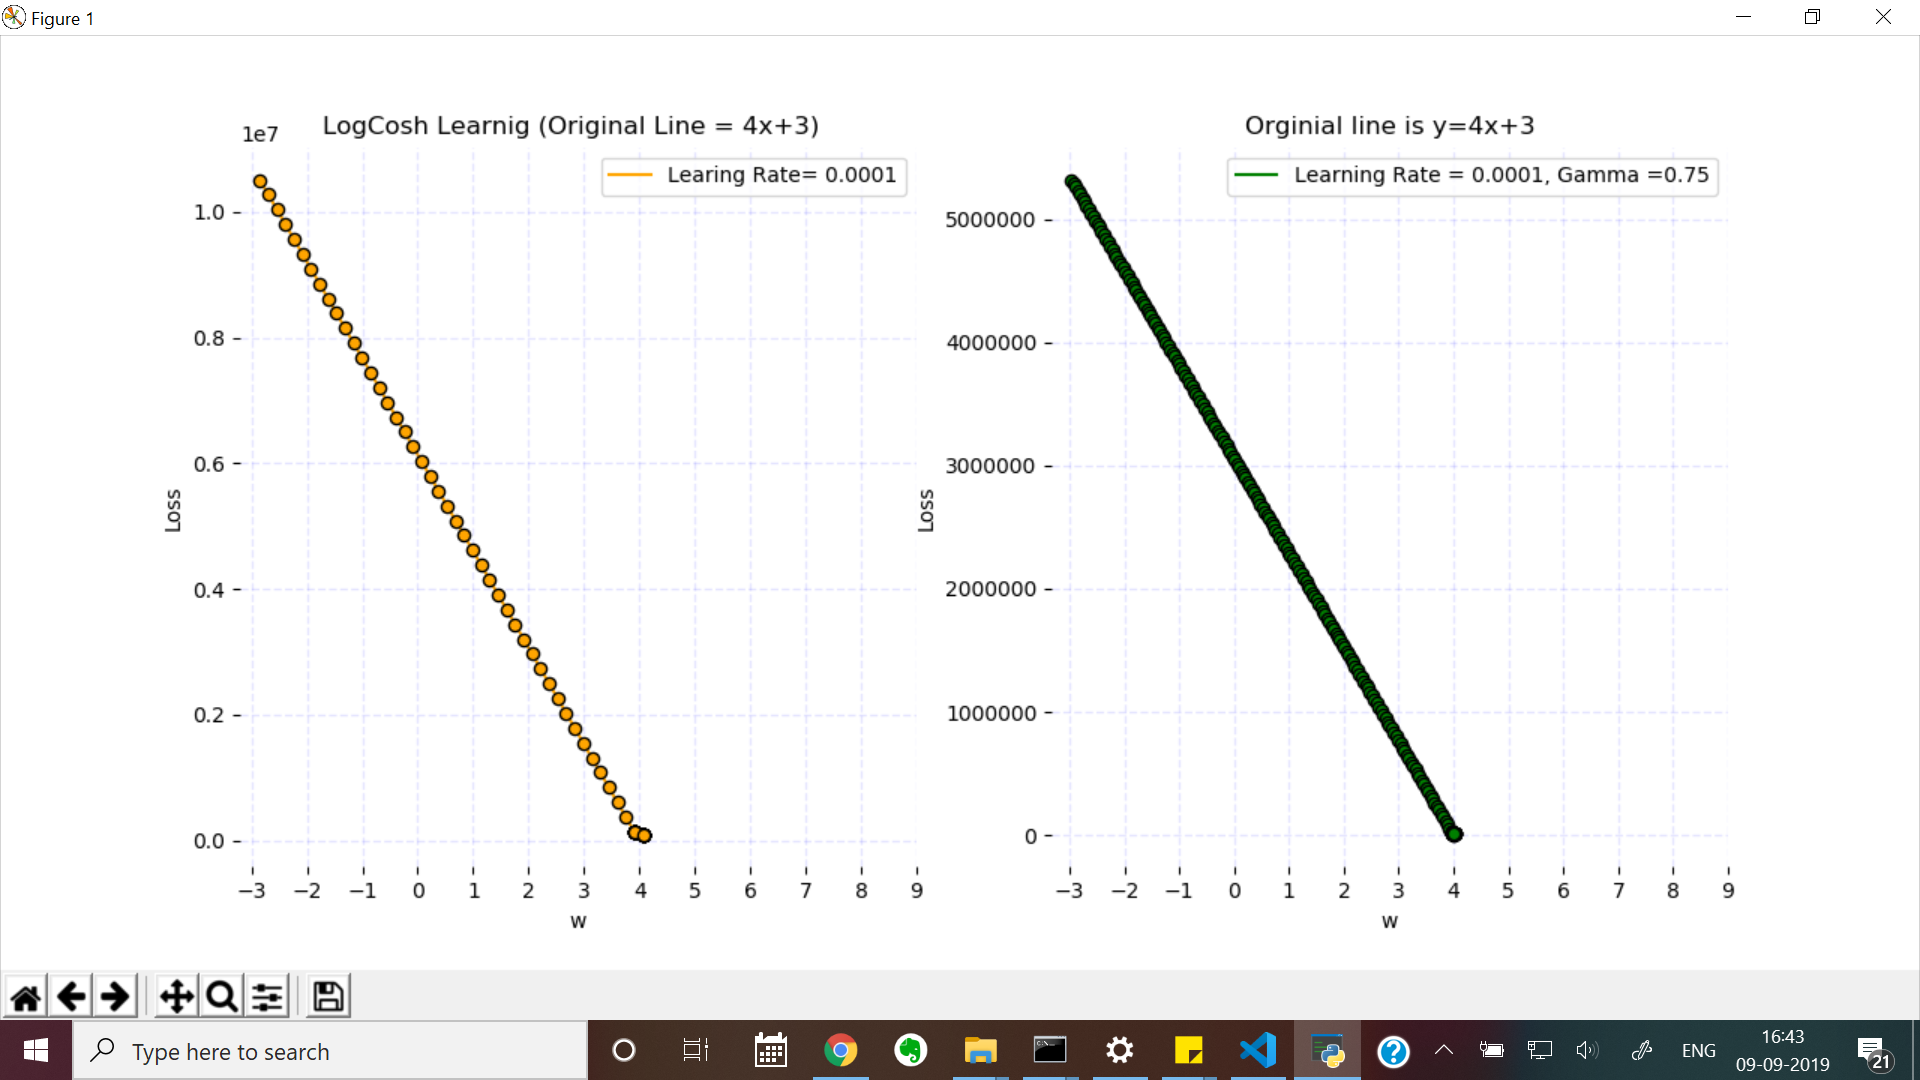 Figure 1
LogCosh Learnig (Original Line = 4x+3)
1e7
Learing Rate= 0.0001
1.0
0.8
0.6
0.4
0.2
0.0
Loss
−3 −2 −1 0 1 2 3 4 5 6 7 8 9
w
Orginial line is y=4x+3
Learning Rate = 0.0001, Gamma =0.75
5000000
4000000
3000000
2000000
1000000
0
Loss
−3 −2 −1 0 1 2 3 4 5 6 7 8 9
w
Type here to search
ENG
16:43
09-09-2019
21